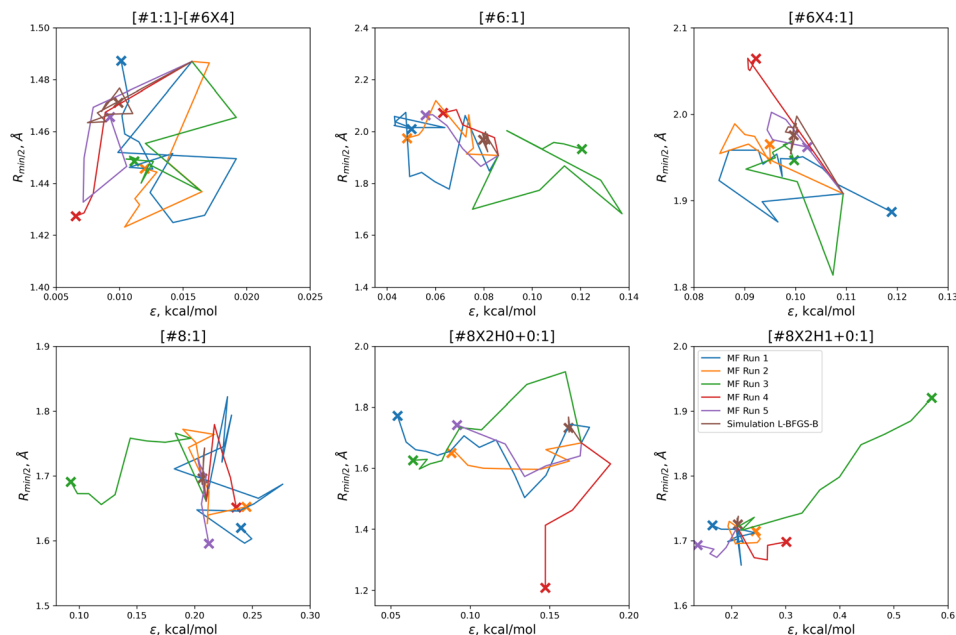 [#1:1]-[#6X4]
1.50
1.48
1.46
1.44
1.42
1.40
R_min/2, Å
0.005 0.010 0.015 0.020 0.025
ε, kcal/mol
[#6:1]
2.4
2.2
2.0
1.8
1.6
1.4
R_min/2, Å
0.04 0.06 0.08 0.10 0.12 0.14
ε, kcal/mol
[#6X4:1]
2.1
2.0
1.9
1.8
R_min/2, Å
0.08 0.09 0.10 0.11 0.12 0.13
ε, kcal/mol
[#8:1]
1.9
1.8
1.7
1.6
1.5
R_min/2, Å
0.10 0.15 0.20 0.25 0.30
ε, kcal/mol
[#8X2H0+0:1]
2.0
1.8
1.6
1.4
1.2
R_min/2, Å
0.05 0.10 0.15 0.20
ε, kcal/mol
[#8X2H1+0:1]
2.0
1.9
1.8
1.7
1.6
R_min/2, Å
MF Run 1
MF Run 2
MF Run 3
MF Run 4
MF Run 5
Simulation L-BFGS-B
0.2 0.3 0.4 0.5 0.6
ε, kcal/mol